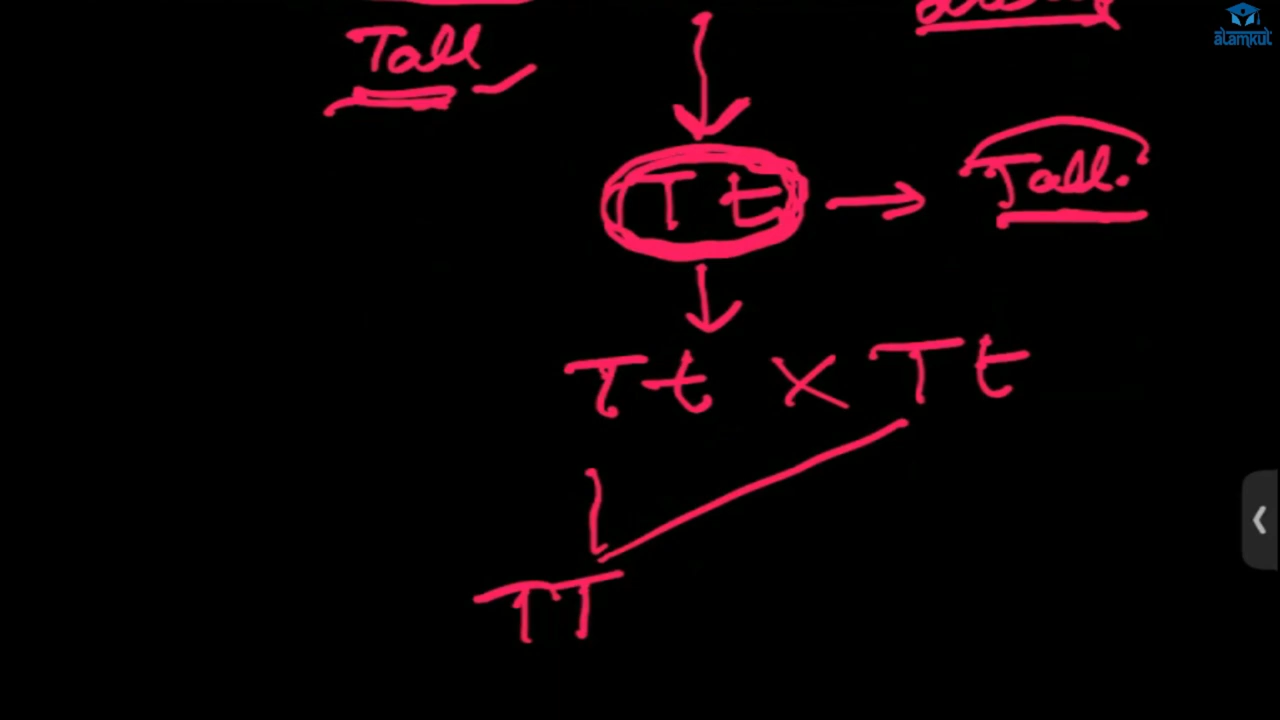 Tall
alamkul
Tt → Tall.
Tt × Tt
TT